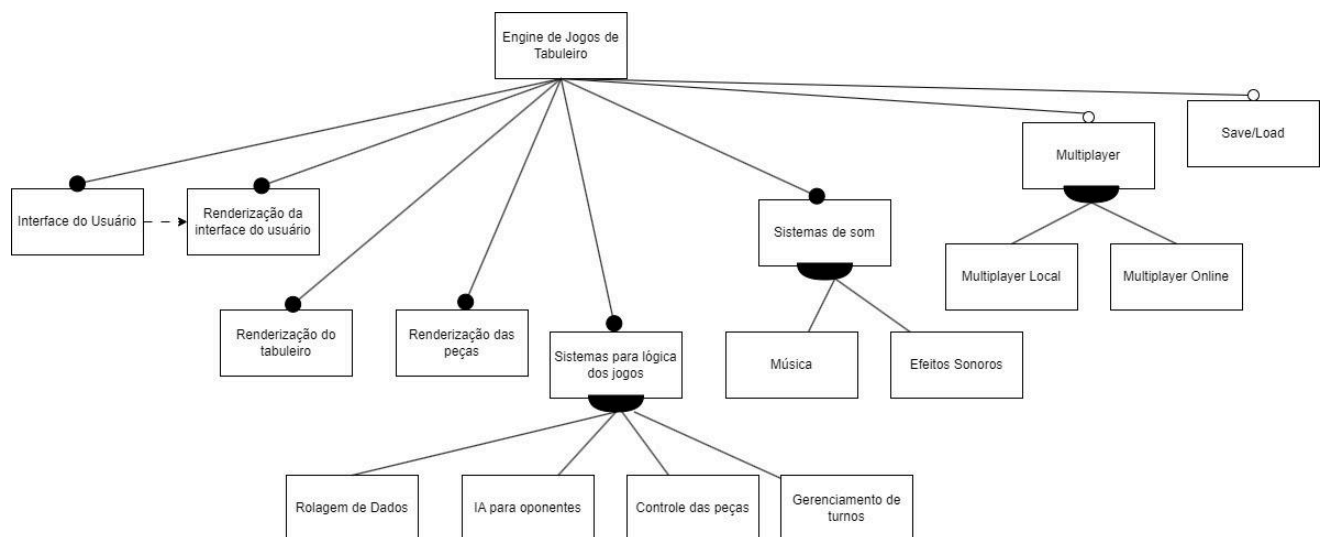 Engine de Jogos de
Tabuleiro
Save/Load
Multiplayer
Interface do Usuário
Renderização da
interface do usuário
Sistemas de som
Multiplayer Local
Multiplayer Online
Renderização do
tabuleiro
Renderização das
peças
Sistemas para lógica
dos jogos
Música
Efeitos Sonoros
Rolagem de Dados
IA para oponentes
Controle das peças
Gerenciamento de
turnos